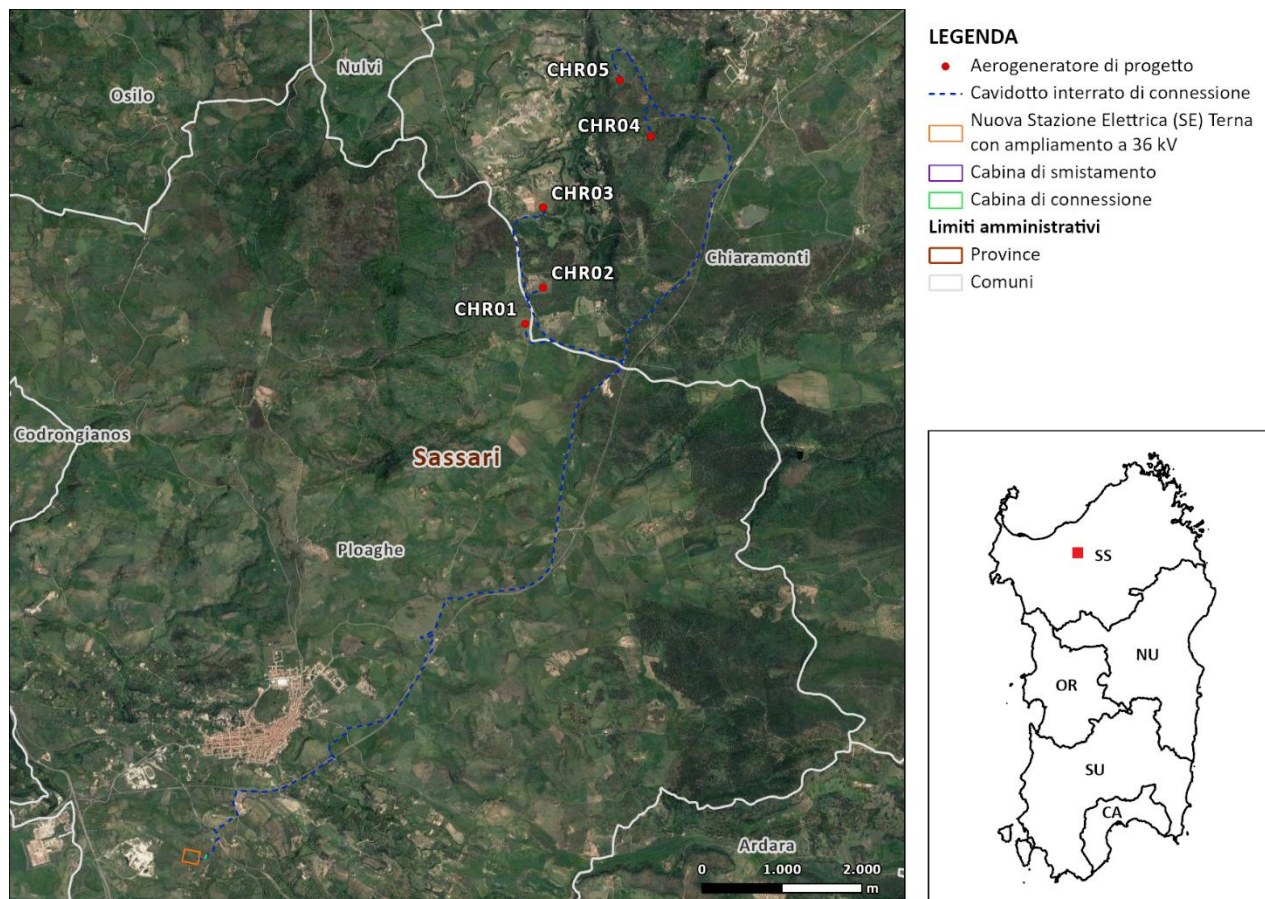 Nulvi
Osilo
CHR05
CHR04
CHR03
Chiaramonti
CHR02
CHR01
Codrongianos
Sassari
Ploaghe
Ardara
0 1.000 2.000
m
LEGENDA
Aerogeneratore di progetto
Cavidotto interrato di connessione
Nuova Stazione Elettrica (SE) Terna
con ampliamento a 36 kV
Cabina di smistamento
Cabina di connessione
Limiti amministrativi
Province
Comuni
SS
NU
OR
SU
CA